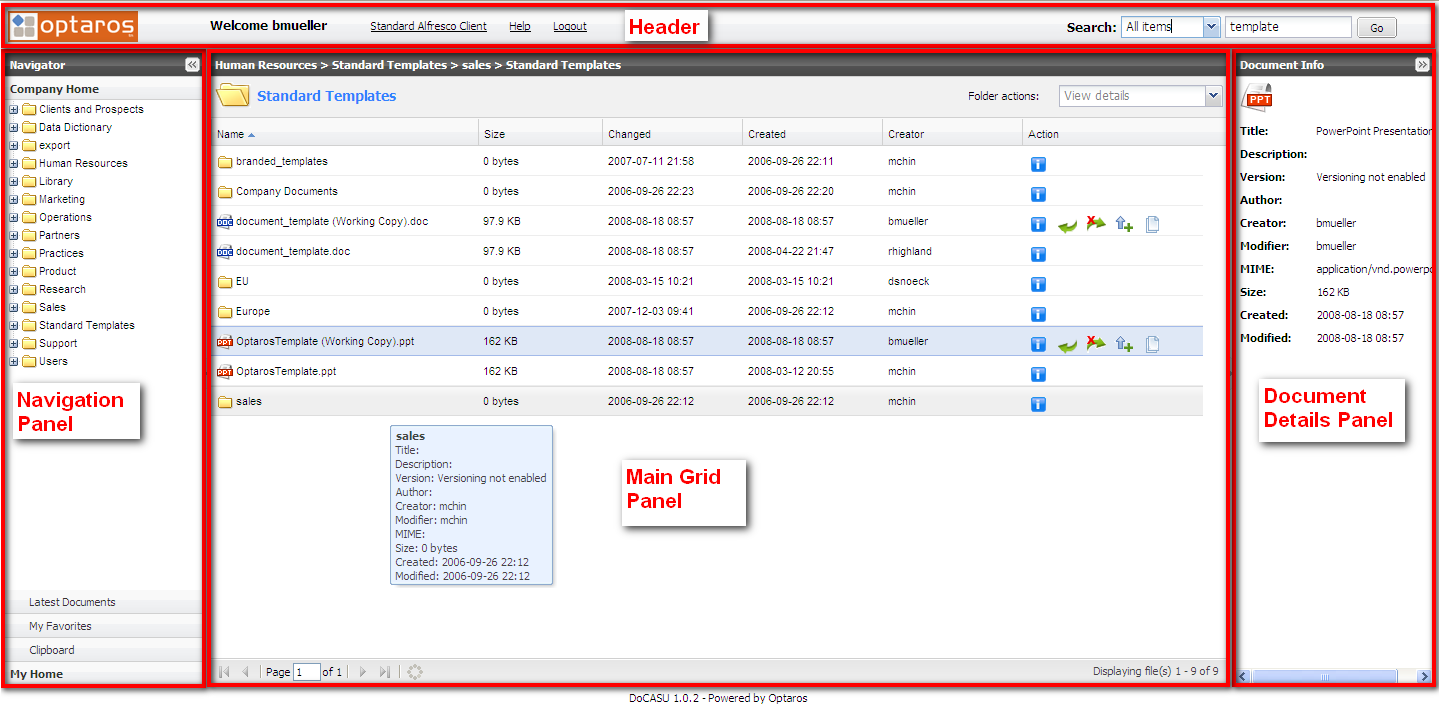 optaros
Welcome bmueller
Standard Alfresco Client
Help
Logout
Header
Search:
All items
template
Go
Navigator
Company Home
Clients and Prospects
Data Dictionary
export
Human Resources
Library
Marketing
Operations
Partners
Practices
Product
Research
Sales
Standard Templates
Support
Users
Navigation
Panel
Latest Documents
My Favorites
Clipboard
My Home
Human Resources > Standard Templates > sales > Standard Templates
Standard Templates
Folder actions:
View details
Name Size Changed Created Creator Action
branded_templates 0 bytes 2007-07-11 21:58 2006-09-26 22:11 mchin
Company Documents 0 bytes 2006-09-26 22:23 2006-09-26 22:20 mchin
DOC document_template (Working Copy).doc 97.9 KB 2008-08-18 08:57 2008-08-18 08:57 bmueller
DOC document_template.doc 97.9 KB 2008-08-18 08:57 2008-04-22 21:47 rhighland
EU 0 bytes 2008-03-15 10:21 2008-03-15 10:21 dsnoeck
Europe 0 bytes 2007-12-03 09:41 2006-09-26 22:12 mchin
PPT OptarosTemplate (Working Copy).ppt 162 KB 2008-08-18 08:57 2008-08-18 08:57 bmueller
PPT OptarosTemplate.ppt 162 KB 2008-08-18 08:57 2008-03-12 20:55 mchin
sales 0 bytes 2006-09-26 22:12 2006-09-26 22:12 mchin
sales
Title:
Description:
Version: Versioning not enabled
Author:
Creator: mchin
Modifier: mchin
MIME:
Size: 0 bytes
Created: 2006-09-26 22:12
Modified: 2006-09-26 22:12
Main Grid
Panel
Page 1 of 1
Displaying file(s) 1 - 9 of 9
Document Info
PPT
Title: PowerPoint Presentation
Description:
Version: Versioning not enabled
Author:
Creator: bmueller
Modifier: bmueller
MIME: application/vnd.powerpo
Size: 162 KB
Created: 2008-08-18 08:57
Modified: 2008-08-18 08:57
Document
Details Panel
DoCASU 1.0.2 - Powered by Optaros